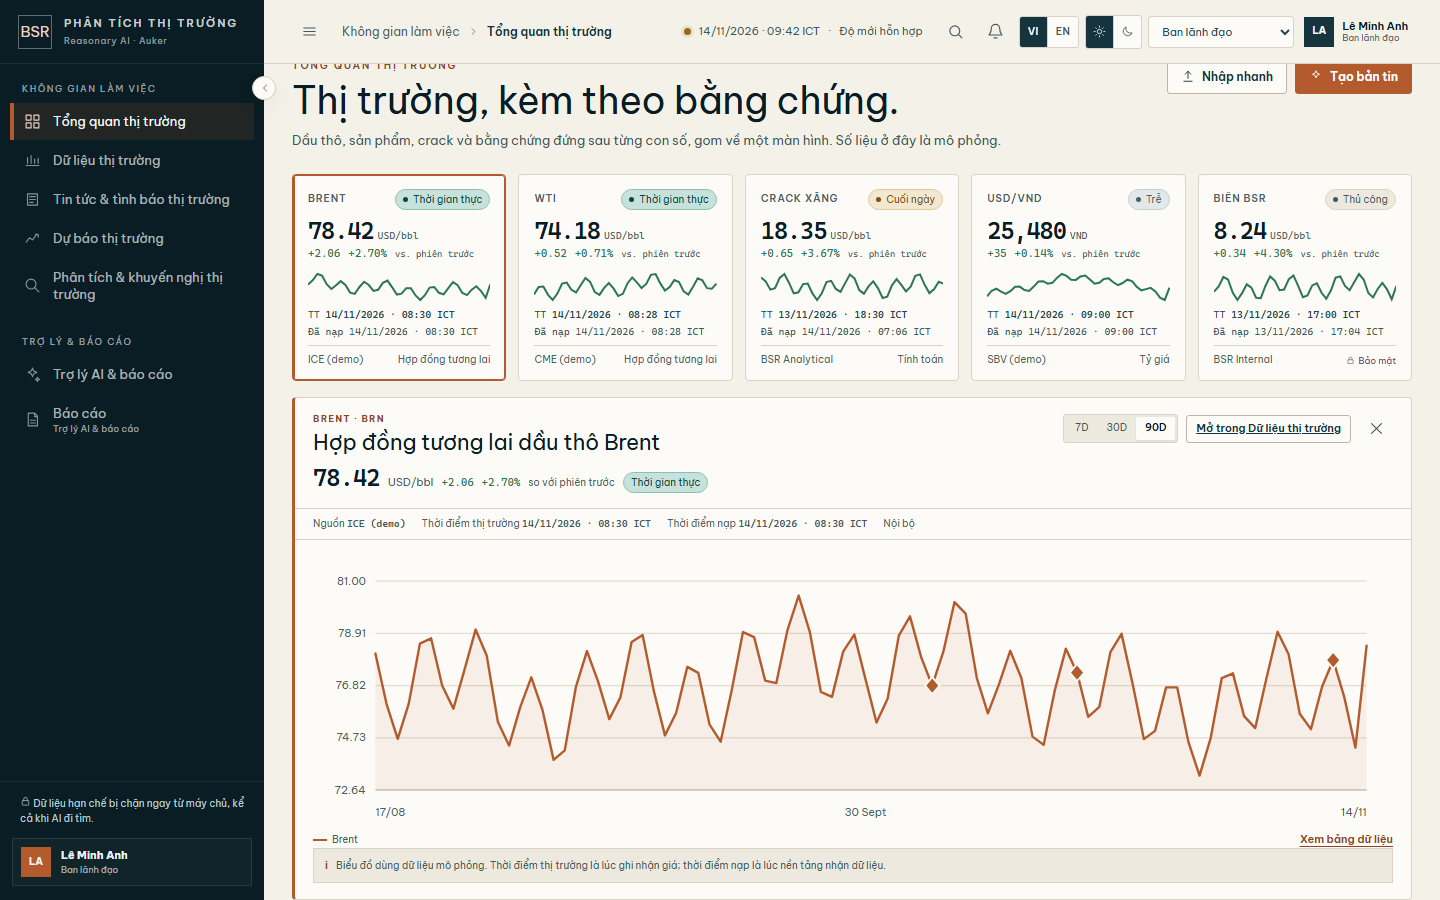 BSR
PHÂN TÍCH THỊ TRƯỜNG
Reasonary AI · Auker
KHÔNG GIAN LÀM VIỆC
Tổng quan thị trường
Dữ liệu thị trường
Tin tức & tình báo thị trường
Dự báo thị trường
Phân tích & khuyến nghị thị
trường
TRỢ LÝ & BÁO CÁO
Trợ lý AI & báo cáo
Báo cáo
Trợ lý AI & báo cáo
Dữ liệu hạn chế bị chặn ngay từ máy chủ, kể
cả khi AI đi tìm.
LA
Lê Minh Anh
Ban lãnh đạo
Không gian làm việc › Tổng quan thị trường
14/11/2026 · 09:42 ICT · Độ mới hỗn hợp
VI EN
Ban lãnh đạo
LA
Lê Minh Anh
Ban lãnh đạo
TỔNG QUAN THỊ TRƯỜNG
Thị trường, kèm theo bằng chứng.
Dầu thô, sản phẩm, crack và bằng chứng đứng sau từng con số, gom về một màn hình. Số liệu ở đây là mô phỏng.
Nhập nhanh
Tạo bản tin
BRENT
Thời gian thực
78.42 USD/bbl
+2.06 +2.70% vs. phiên trước
TT 14/11/2026 · 08:30 ICT
Đã nạp 14/11/2026 · 08:30 ICT
ICE (demo) Hợp đồng tương lai
WTI
Thời gian thực
74.18 USD/bbl
+0.52 +0.71% vs. phiên trước
TT 14/11/2026 · 08:28 ICT
Đã nạp 14/11/2026 · 08:28 ICT
CME (demo) Hợp đồng tương lai
CRACK XĂNG
Cuối ngày
18.35 USD/bbl
+0.65 +3.67% vs. phiên trước
TT 13/11/2026 · 18:30 ICT
Đã nạp 14/11/2026 · 07:06 ICT
BSR Analytical Tính toán
USD/VND
Trễ
25,480 VND
+35 +0.14% vs. phiên trước
TT 14/11/2026 · 09:00 ICT
Đã nạp 14/11/2026 · 09:00 ICT
SBV (demo) Tỷ giá
BIÊN BSR
Thủ công
8.24 USD/bbl
+0.34 +4.30% vs. phiên trước
TT 13/11/2026 · 17:00 ICT
Đã nạp 13/11/2026 · 17:04 ICT
BSR Internal Bảo mật
BRENT · BRN
Hợp đồng tương lai dầu thô Brent
78.42 USD/bbl +2.06 +2.70% so với phiên trước Thời gian thực
7D 30D 90D
Mở trong Dữ liệu thị trường
Nguồn ICE (demo) Thời điểm thị trường 14/11/2026 · 08:30 ICT Thời điểm nạp 14/11/2026 · 08:30 ICT Nội bộ
81.00
78.91
76.82
74.73
72.64
17/08 30 Sept 14/11
Brent
Xem bảng dữ liệu
i Biểu đồ dùng dữ liệu mô phỏng. Thời điểm thị trường là lúc ghi nhận giá; thời điểm nạp là lúc nền tảng nhận dữ liệu.